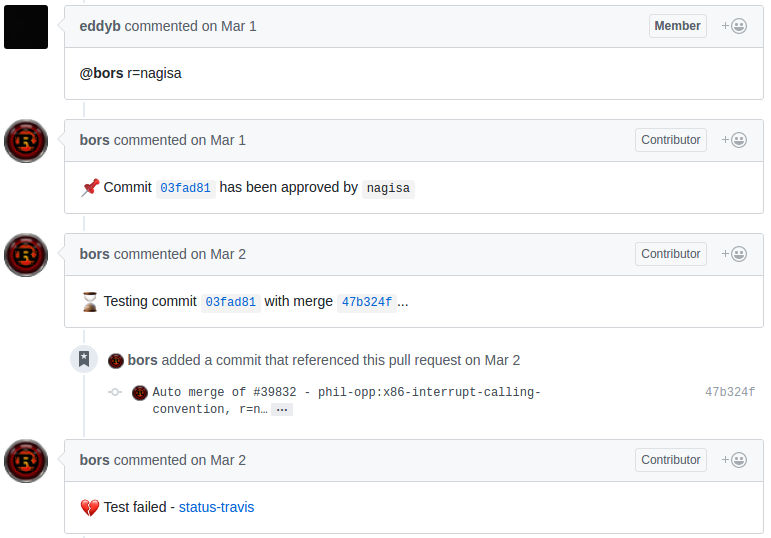 eddyb commented on Mar 1 Member
@bors r=nagisa
bors commented on Mar 1 Contributor
Commit 03fad81 has been approved by nagisa
bors commented on Mar 2 Contributor
Testing commit 03fad81 with merge 47b324f...
bors added a commit that referenced this pull request on Mar 2
Auto merge of #39832 - phil-opp:x86-interrupt-calling- 47b324f
convention, r=n… …
bors commented on Mar 2 Contributor
Test failed - status-travis